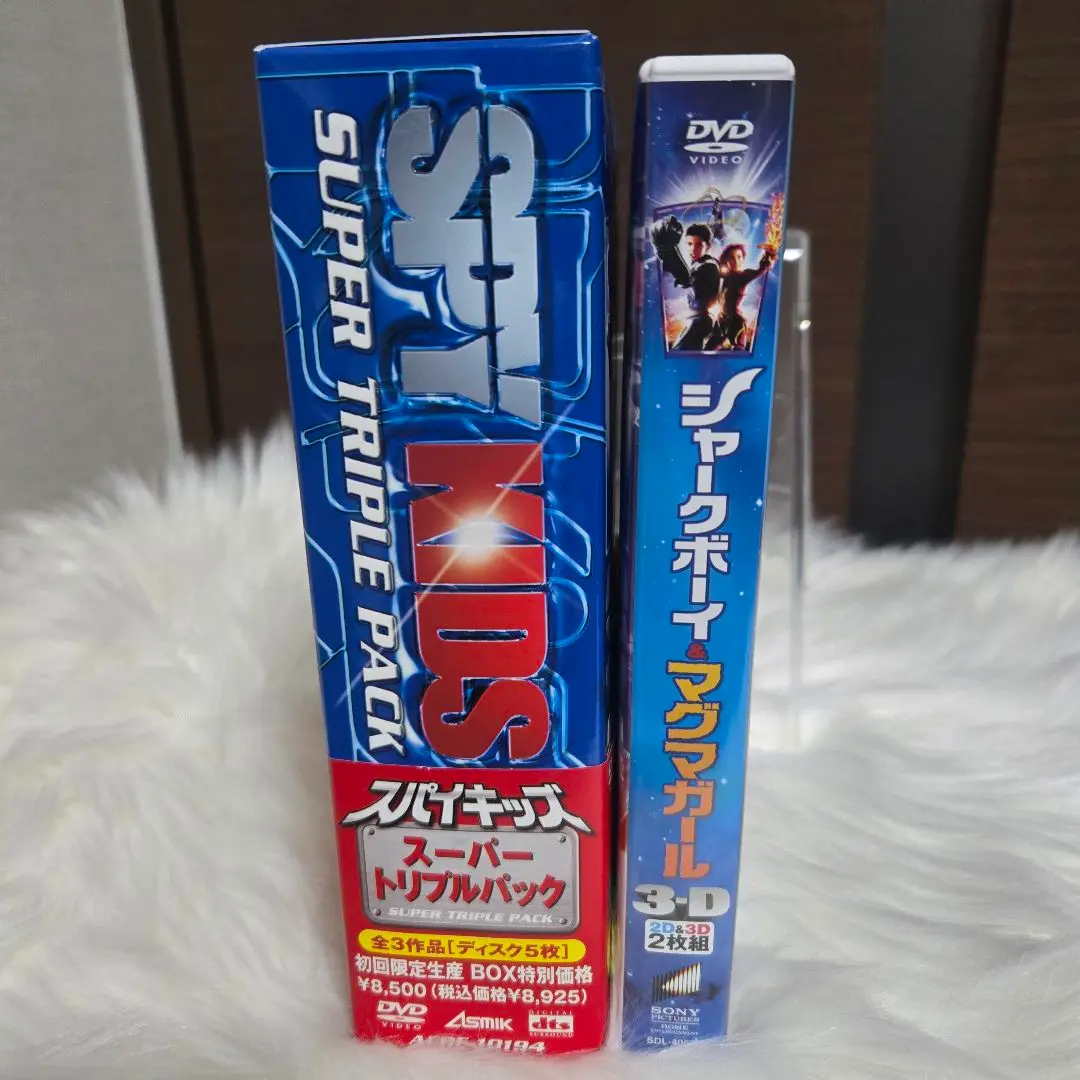 SUPER TRIPLE PACK
SPY KIDS
スパイキッズ
スーパー
トリプルパック
SUPER TRIPLE PACK
全3作品[ディスク5枚]
初回限定生産 BOX特別価格
¥8,500(税込価格¥8,925)
DVD
VIDEO
ASMIK
DIGITAL
dts
SURROUND
DVD
VIDEO
シャークボーイ&マグマガール
3-D
2D&3D
2枚組
SONY
PICTURES
HOME
ENTERTAINMENT